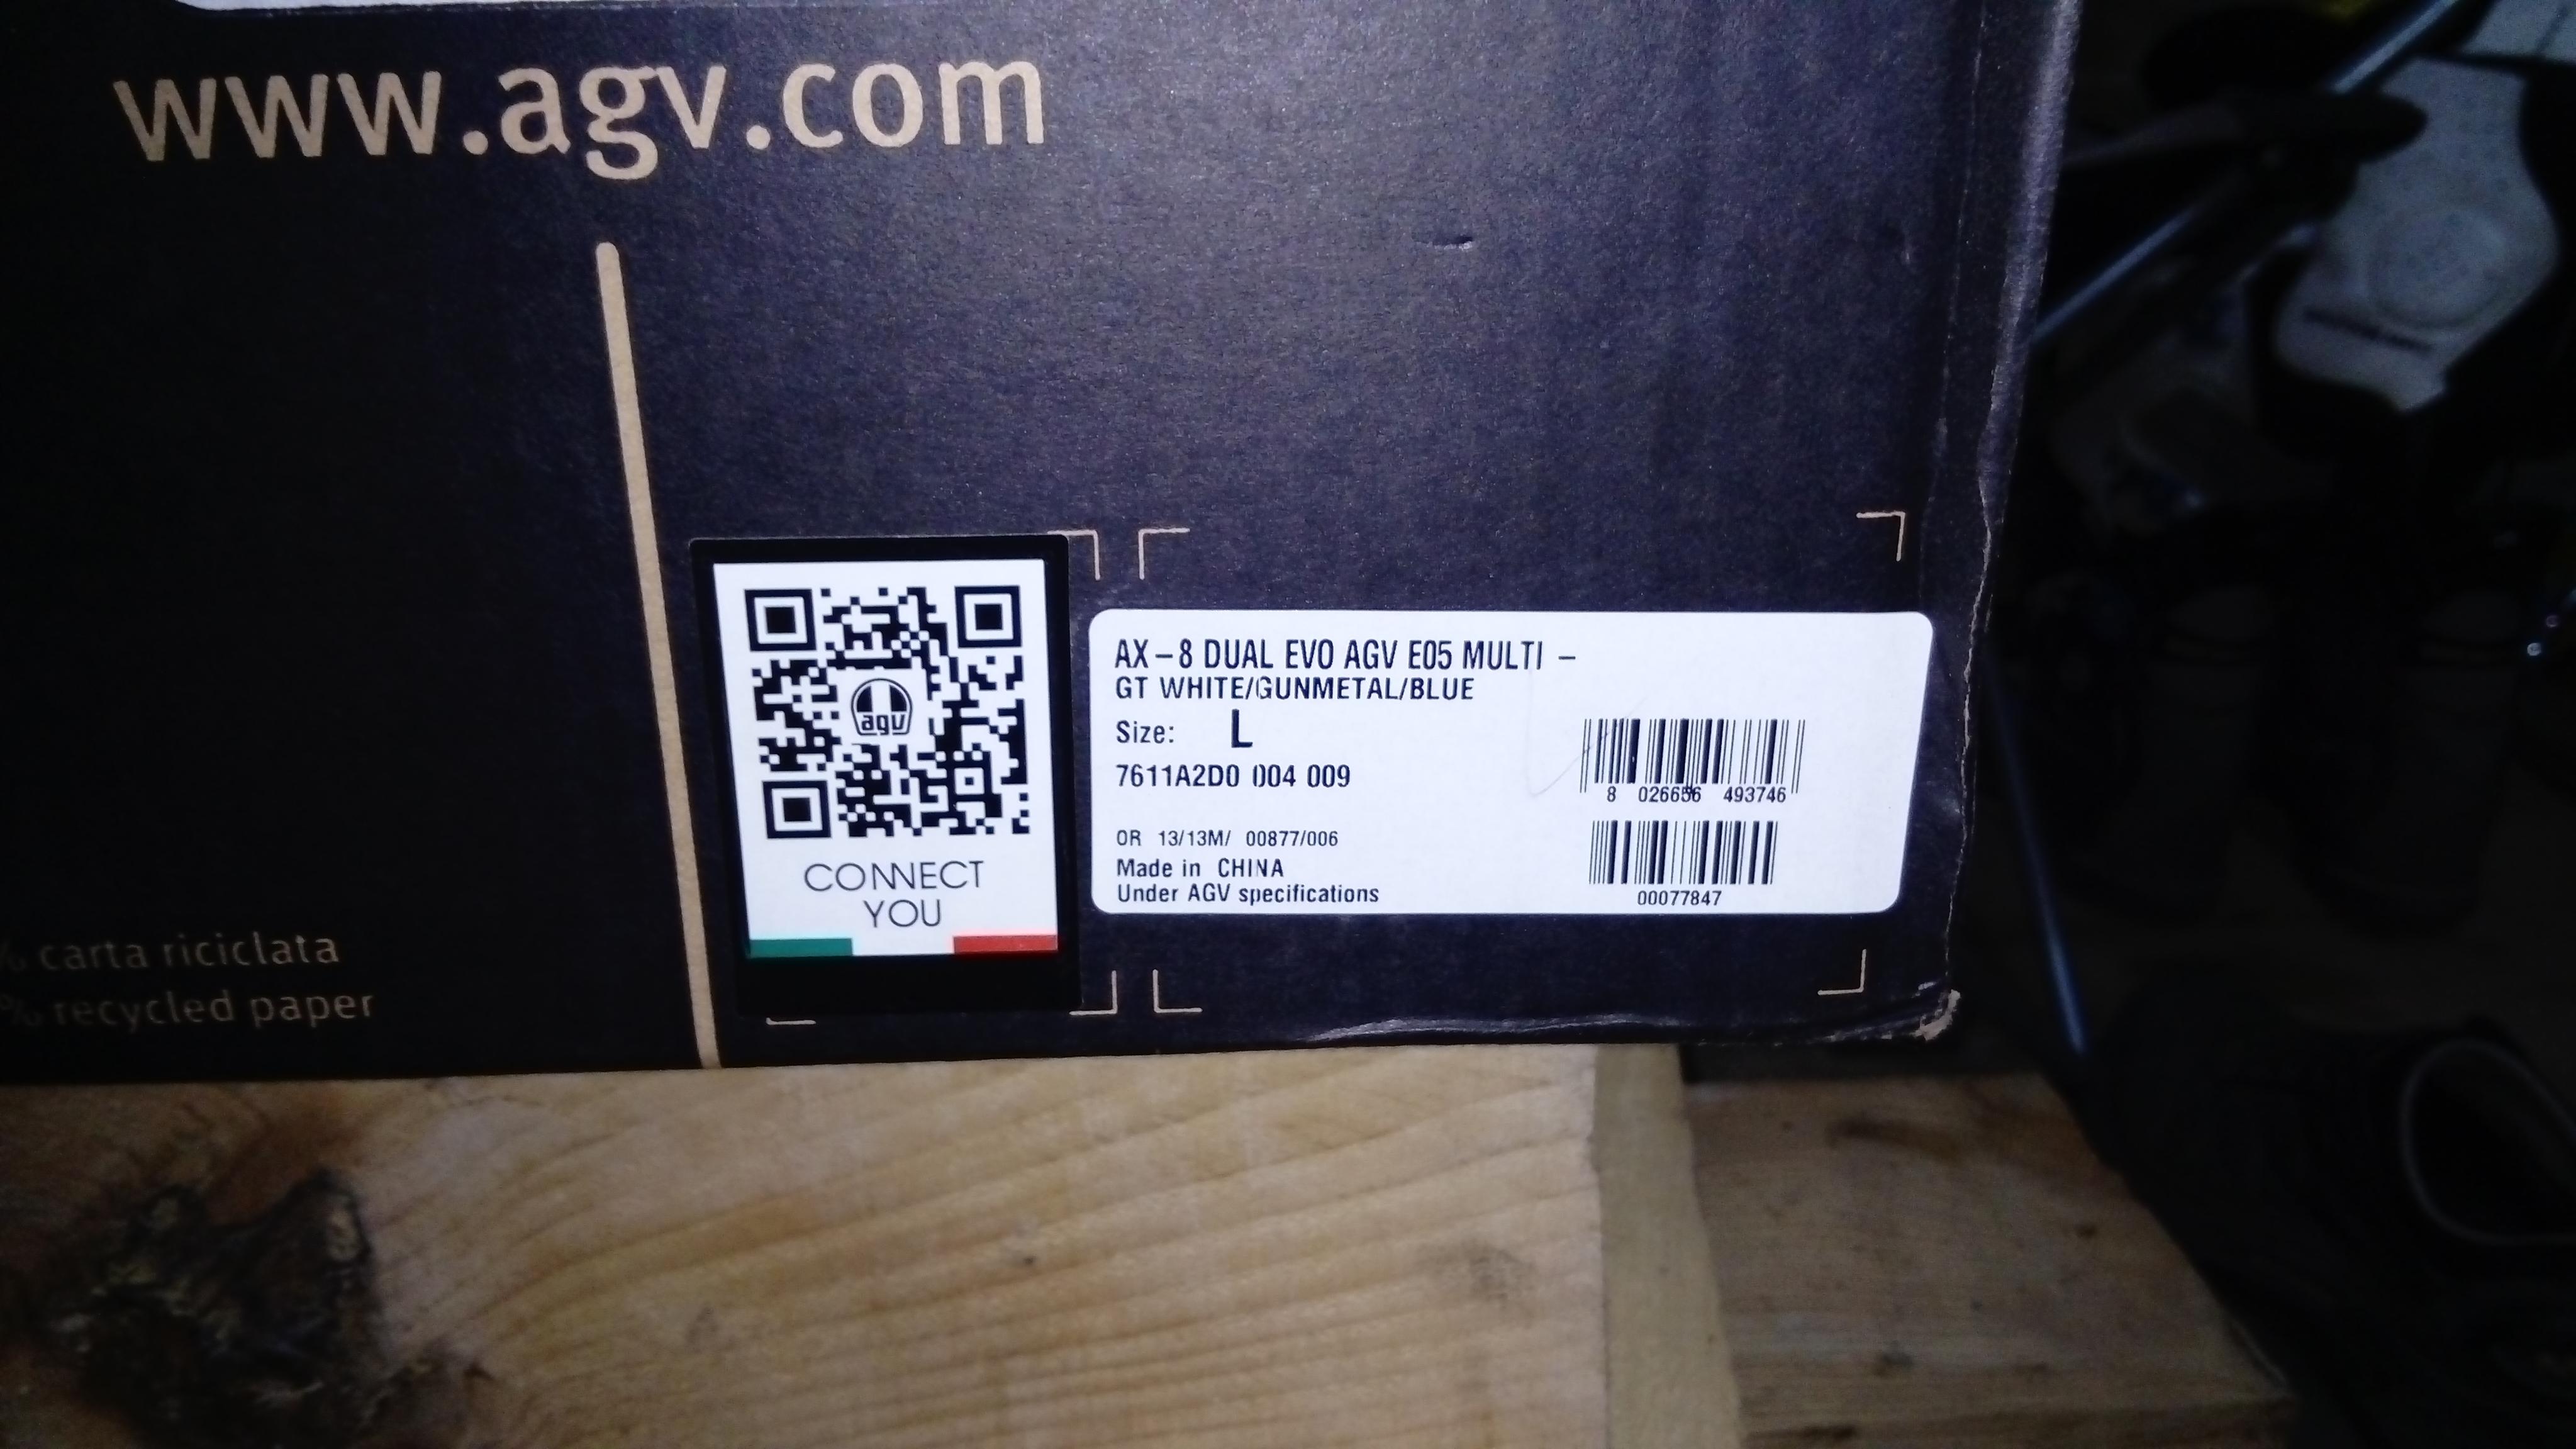 www.agv.com
agv
CONNECT
YOU
AX-8 DUAL EVO AGV E05 MULTI -
GT WHITE/GUNMETAL/BLUE
Size: L
7611A2D0 004 009
8 026656 493746
OR 13/13M/ 00877/006
Made in CHINA
Under AGV specifications
00077847
% carta riciclata
% recycled paper